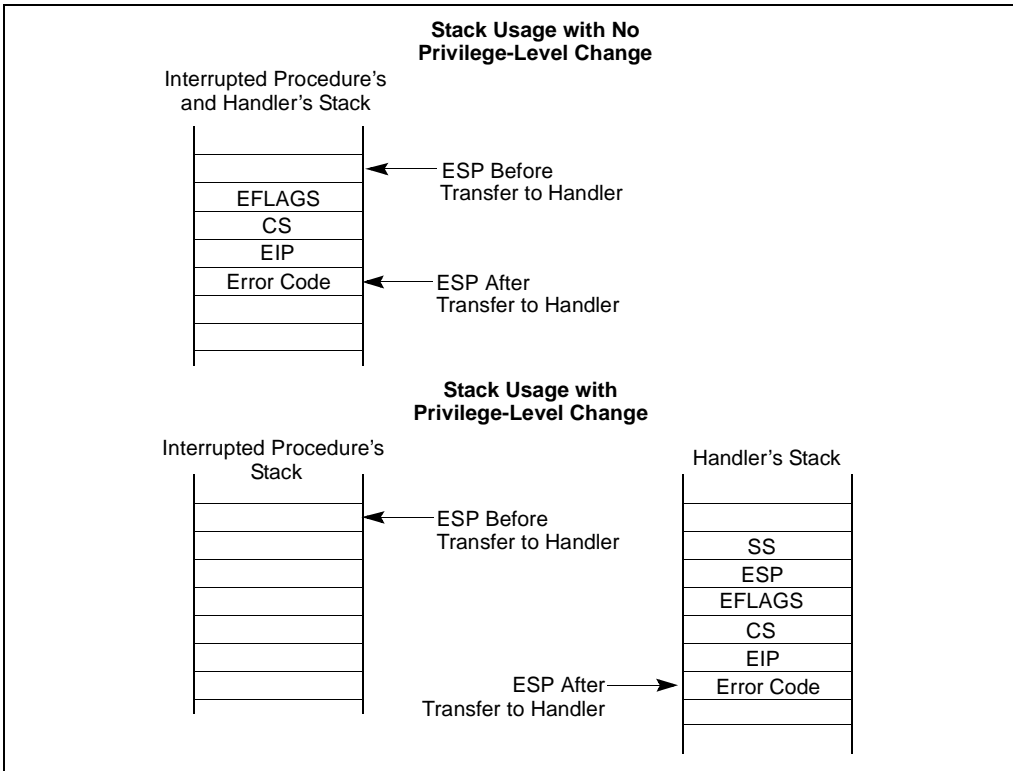 Stack Usage with No
Privilege-Level Change
Interrupted Procedure's
and Handler's Stack
ESP Before
Transfer to Handler
EFLAGS
CS
EIP
Error Code
ESP After
Transfer to Handler
Stack Usage with
Privilege-Level Change
Interrupted Procedure's
Stack
ESP Before
Transfer to Handler
Handler's Stack
SS
ESP
EFLAGS
CS
EIP
Error Code
ESP After
Transfer to Handler